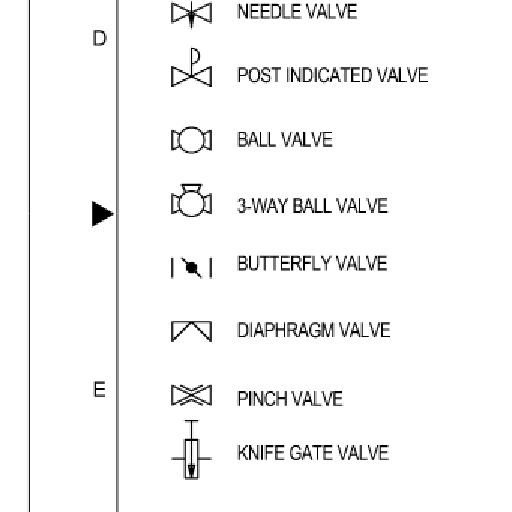 NEEDLE VALVE
D
POST INDICATED VALVE
BALL VALVE
3-WAY BALL VALVE
BUTTERFLY VALVE
DIAPHRAGM VALVE
E
PINCH VALVE
KNIFE GATE VALVE